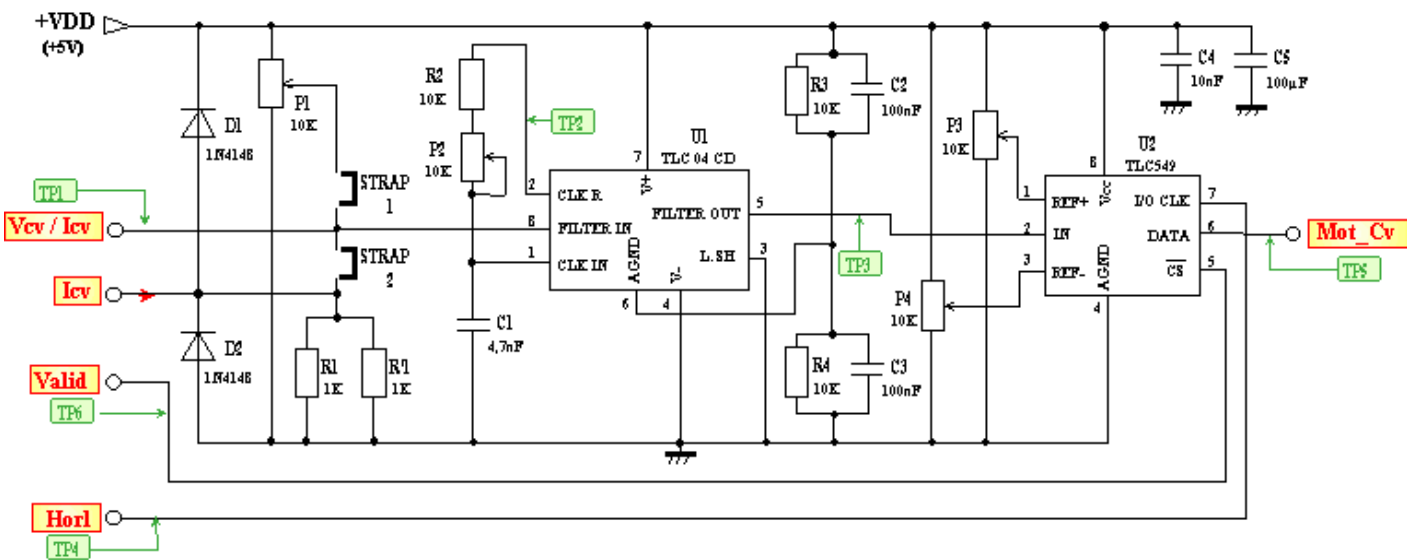 +VDD
(+5V)
D1
1N4148
P1
10K
R2
10K
P2
10K
TP2
U1
TLC 04 CD
7
V+
2
CLK R
8
FILTER IN
1
CLK IN
FILTER OUT
5
L.SH
3
AGND
6
V-
4
R3
10K
C2
100nF
P3
10K
C4
10nF
C5
100µF
U2
TLC549
8
Vcc
1
REF+
2
IN
3
REF-
I/O CLK
7
DATA
6
CS
5
AGND
4
TP1
Vcv / Icv
STRAP
1
STRAP
2
Icv
D2
1N4148
R1
1K
1K
C1
4,7nF
TP3
P4
10K
R4
10K
C3
100nF
Mot_Cv
Valid
TP6
Horl
TP4